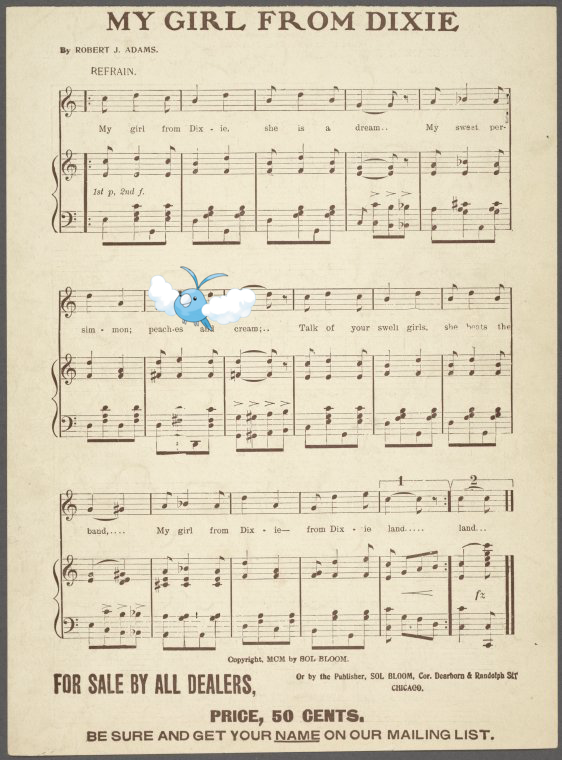 MY GIRL FROM DIXIE
By ROBERT J. ADAMS.
REFRAIN.
My girl from Dix - ie, she is a dream.. My sweet per-
1st p, 2nd f.
sim - mon; peach-es and cream;.. Talk of your swell girls, she beats the
1 2
band,.... My girl from Dix - ie— from Dix - ie land..... land...
fz
Copyright, MCM by SOL BLOOM.
FOR SALE BY ALL DEALERS,
Or by the Publisher, SOL BLOOM, Cor. Dearborn & Randolph St
CHICAGO.
PRICE, 50 CENTS.
BE SURE AND GET YOUR NAME ON OUR MAILING LIST.